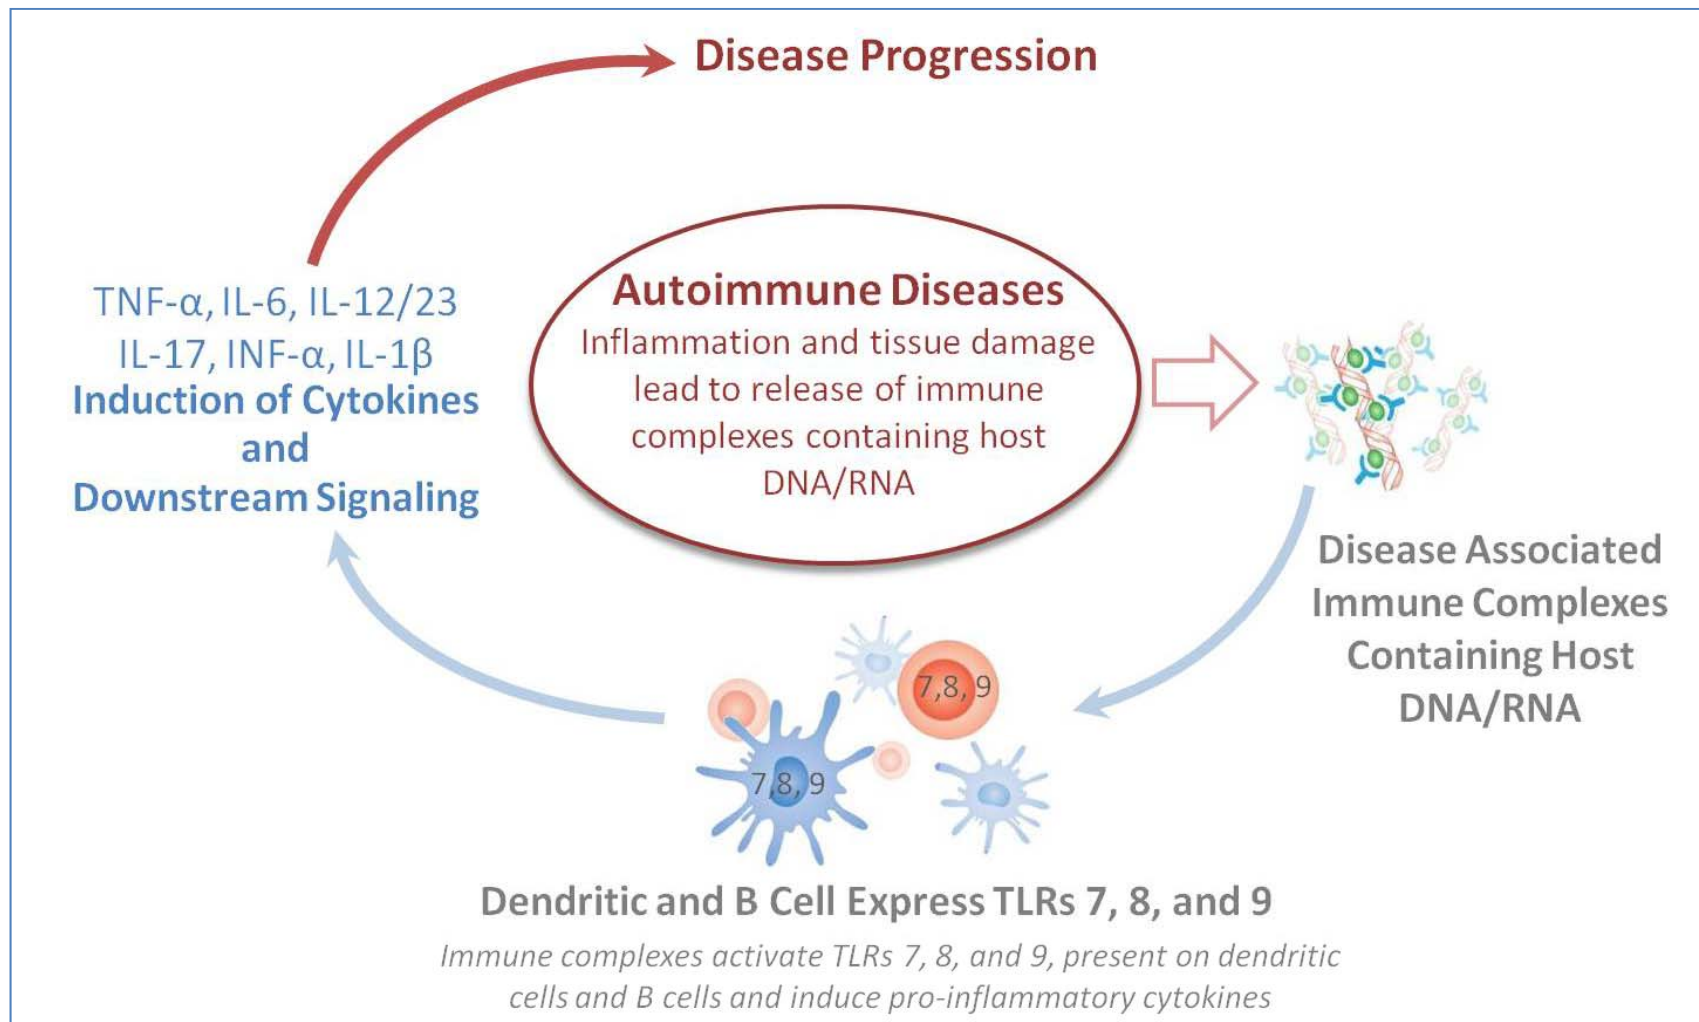 Disease Progression
Autoimmune Diseases
Inflammation and tissue damage
lead to release of immune
complexes containing host
DNA/RNA
TNF-α, IL-6, IL-12/23
IL-17, INF-α, IL-1β
Induction of Cytokines
and
Downstream Signaling
Disease Associated
Immune Complexes
Containing Host
DNA/RNA
7,8, 9
7,8, 9
Dendritic and B Cell Express TLRs 7, 8, and 9
Immune complexes activate TLRs 7, 8, and 9, present on dendritic
cells and B cells and induce pro-inflammatory cytokines